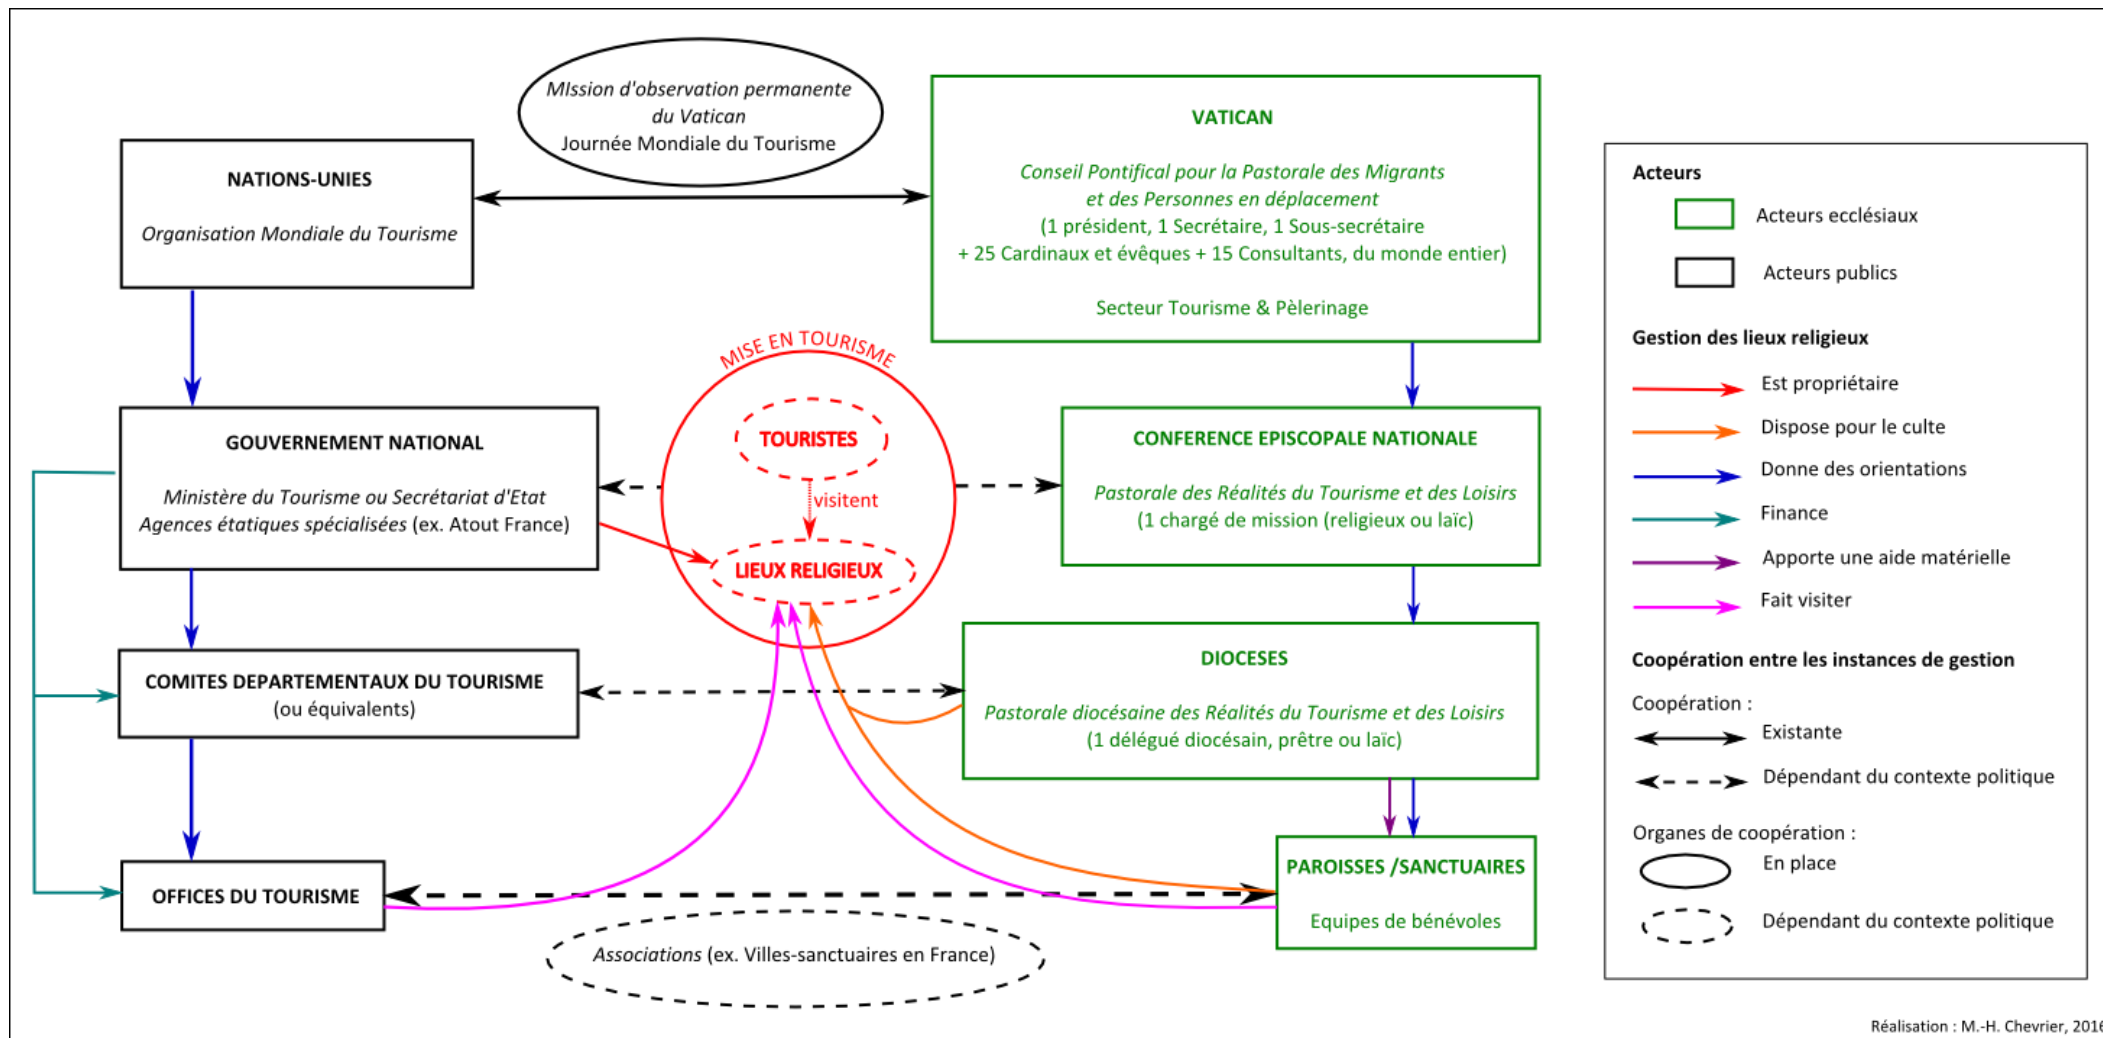 MIssion d'observation permanente
du Vatican
Journée Mondiale du Tourisme
NATIONS-UNIES
Organisation Mondiale du Tourisme
VATICAN
Conseil Pontifical pour la Pastorale des Migrants
et des Personnes en déplacement
(1 président, 1 Secrétaire, 1 Sous-secrétaire
+ 25 Cardinaux et évêques + 15 Consultants, du monde entier)
Secteur Tourisme & Pèlerinage
MISE EN TOURISME
TOURISTES
visitent
LIEUX RELIGIEUX
GOUVERNEMENT NATIONAL
Ministère du Tourisme ou Secrétariat d'Etat
Agences étatiques spécialisées (ex. Atout France)
CONFERENCE EPISCOPALE NATIONALE
Pastorale des Réalités du Tourisme et des Loisirs
(1 chargé de mission (religieux ou laïc)
COMITES DEPARTEMENTAUX DU TOURISME
(ou équivalents)
DIOCESES
Pastorale diocésaine des Réalités du Tourisme et des Loisirs
(1 délégué diocésain, prêtre ou laïc)
OFFICES DU TOURISME
PAROISSES /SANCTUAIRES
Equipes de bénévoles
Associations (ex. Villes-sanctuaires en France)
Acteurs
Acteurs ecclésiaux
Acteurs publics
Gestion des lieux religieux
Est propriétaire
Dispose pour le culte
Donne des orientations
Finance
Apporte une aide matérielle
Fait visiter
Coopération entre les instances de gestion
Coopération :
Existante
Dépendant du contexte politique
Organes de coopération :
En place
Dépendant du contexte politique
Réalisation : M.-H. Chevrier, 2016